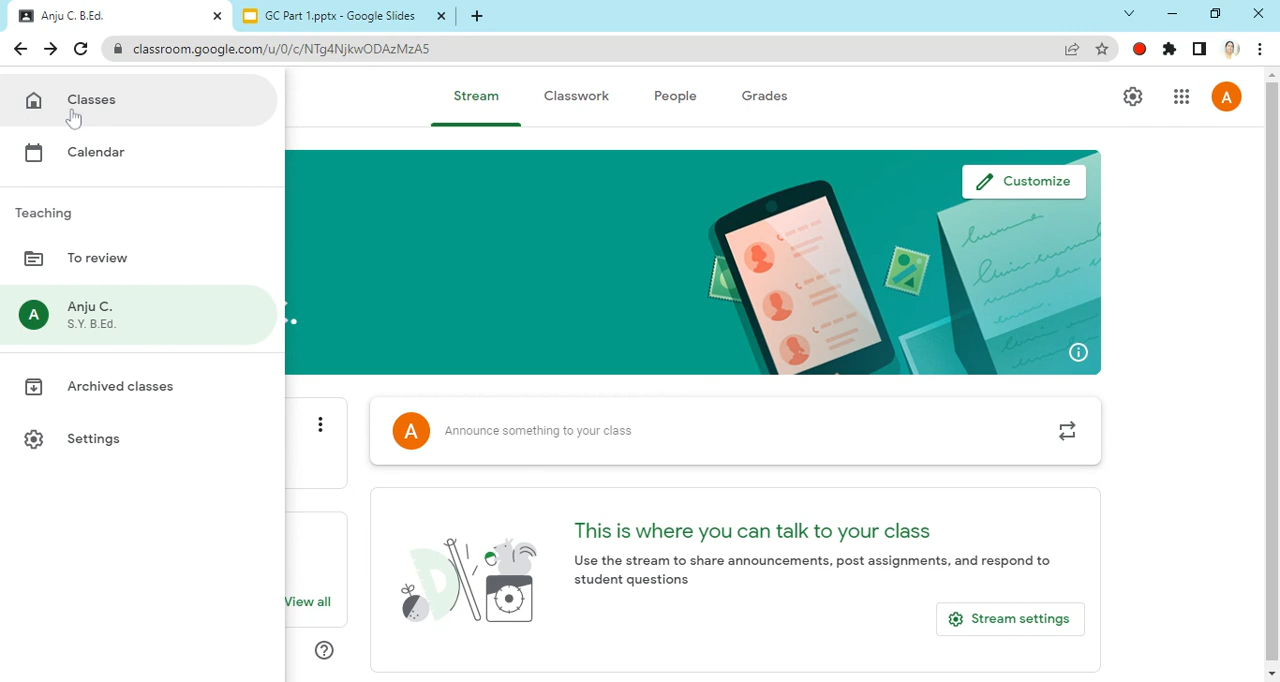 Anju C. B.Ed.
GC Part 1.pptx - Google Slides
classroom.google.com/u/0/c/NTg4NjkwODAzMzA5
Classes
Stream
Classwork
People
Grades
A
Calendar
Customize
Teaching
To review
A
Anju C.
S.Y. B.Ed.
Archived classes
Settings
A
Announce something to your class
This is where you can talk to your class
Use the stream to share announcements, post assignments, and respond to
student questions
View all
Stream settings